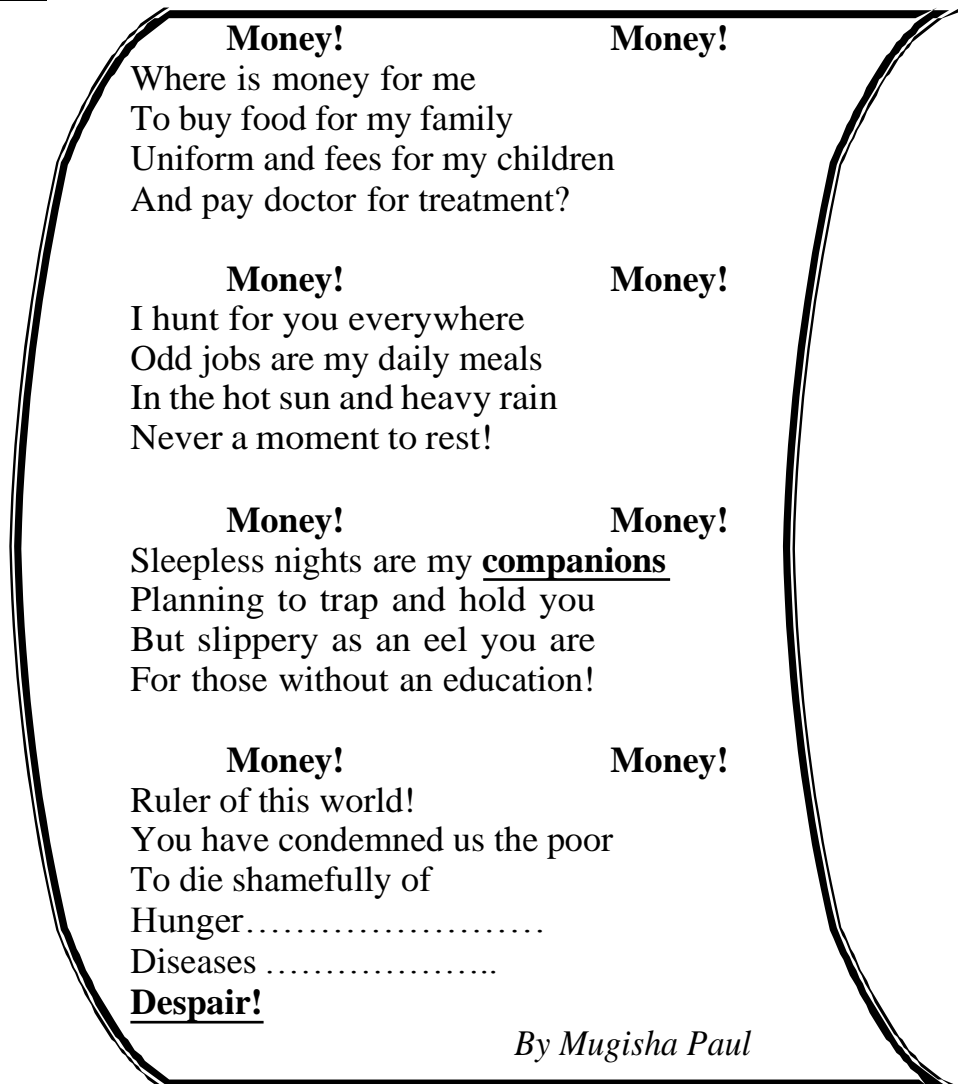 Money! Money!
Where is money for me
To buy food for my family
Uniform and fees for my children
And pay doctor for treatment?
Money! Money!
I hunt for you everywhere
Odd jobs are my daily meals
In the hot sun and heavy rain
Never a moment to rest!
Money! Money!
Sleepless nights are my companions
Planning to trap and hold you
But slippery as an eel you are
For those without an education!
Money! Money!
Ruler of this world!
You have condemned us the poor
To die shamefully of
Hunger……………………
Diseases ………………..
Despair!
By Mugisha Paul